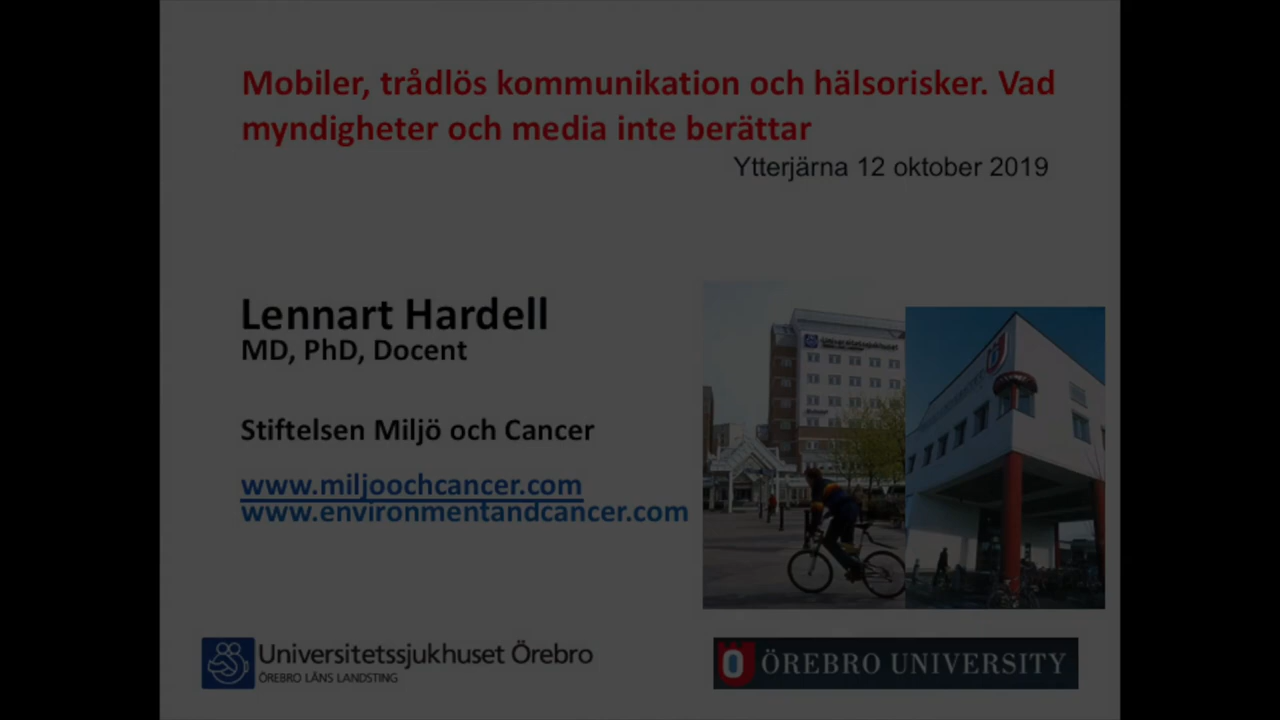 Mobiler, trådlös kommunikation och hälsorisker. Vad
myndigheter och media inte berättar
Ytterjärna 12 oktober 2019
Lennart Hardell
MD, PhD, Docent
Stiftelsen Miljö och Cancer
www.miljoochcancer.com
www.environmentandcancer.com
Universitetssjukhuset
Universitetssjukhuset Örebro
ÖREBRO LÄNS LANDSTING
ÖREBRO UNIVERSITY